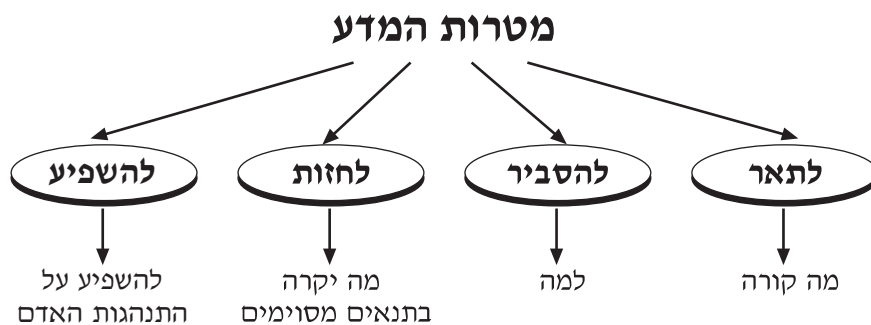 מטרות המדע
לתאר
להסביר
לחזות
להשפיע
מה קורה
למה
מה יקרה
בתנאים מסוימים
להשפיע על
התנהגות האדם